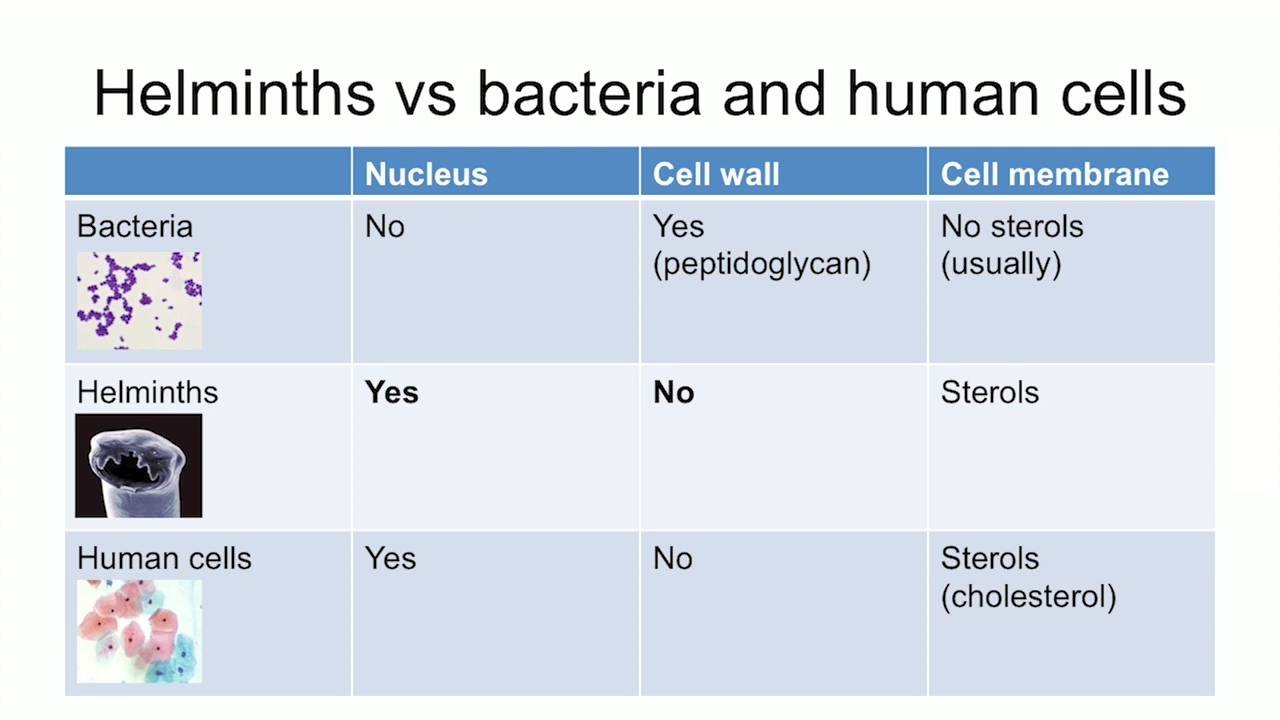 Helminths vs bacteria and human cells
Nucleus
Cell wall
Cell membrane
Bacteria
No
Yes
(peptidoglycan)
No sterols
(usually)
Helminths
Yes
No
Sterols
Human cells
Yes
No
Sterols
(cholesterol)